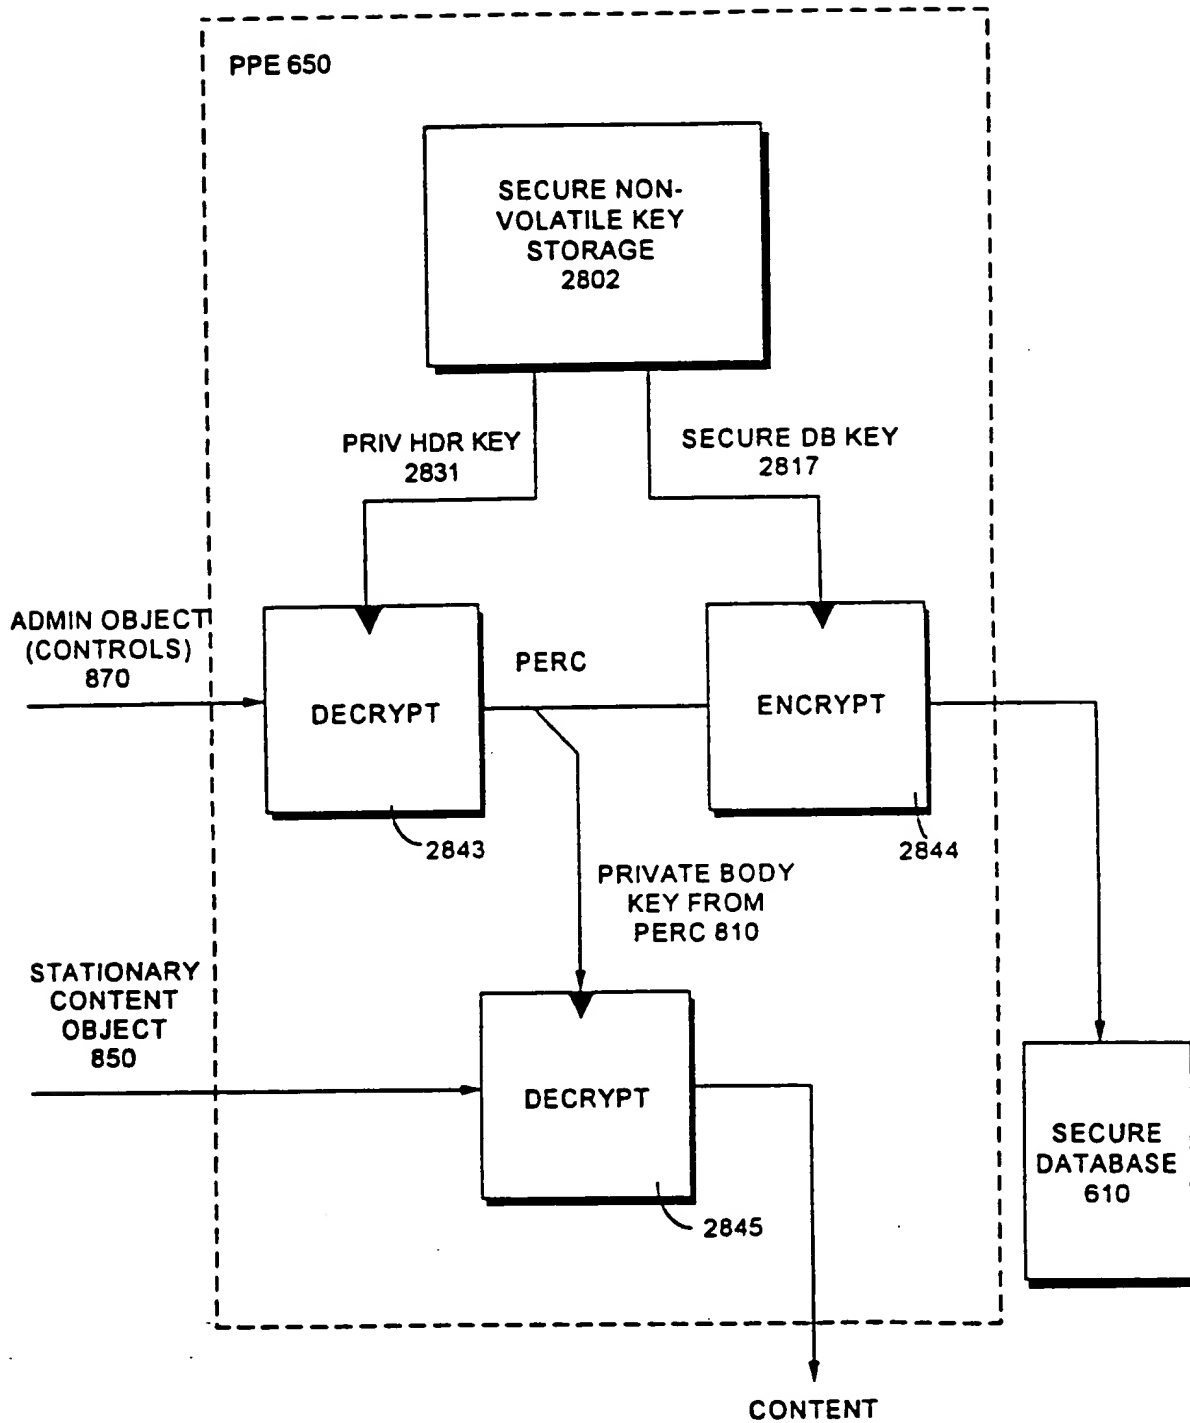 PPE 650
SECURE NON-
VOLATILE KEY
STORAGE
2802
PRIV HDR KEY
2831
SECURE DB KEY
2817
ADMIN OBJECT
(CONTROLS)
870
DECRYPT
PERC
ENCRYPT
2843
2844
PRIVATE BODY
KEY FROM
PERC 810
STATIONARY
CONTENT
OBJECT
850
DECRYPT
2845
SECURE
DATABASE
610
CONTENT